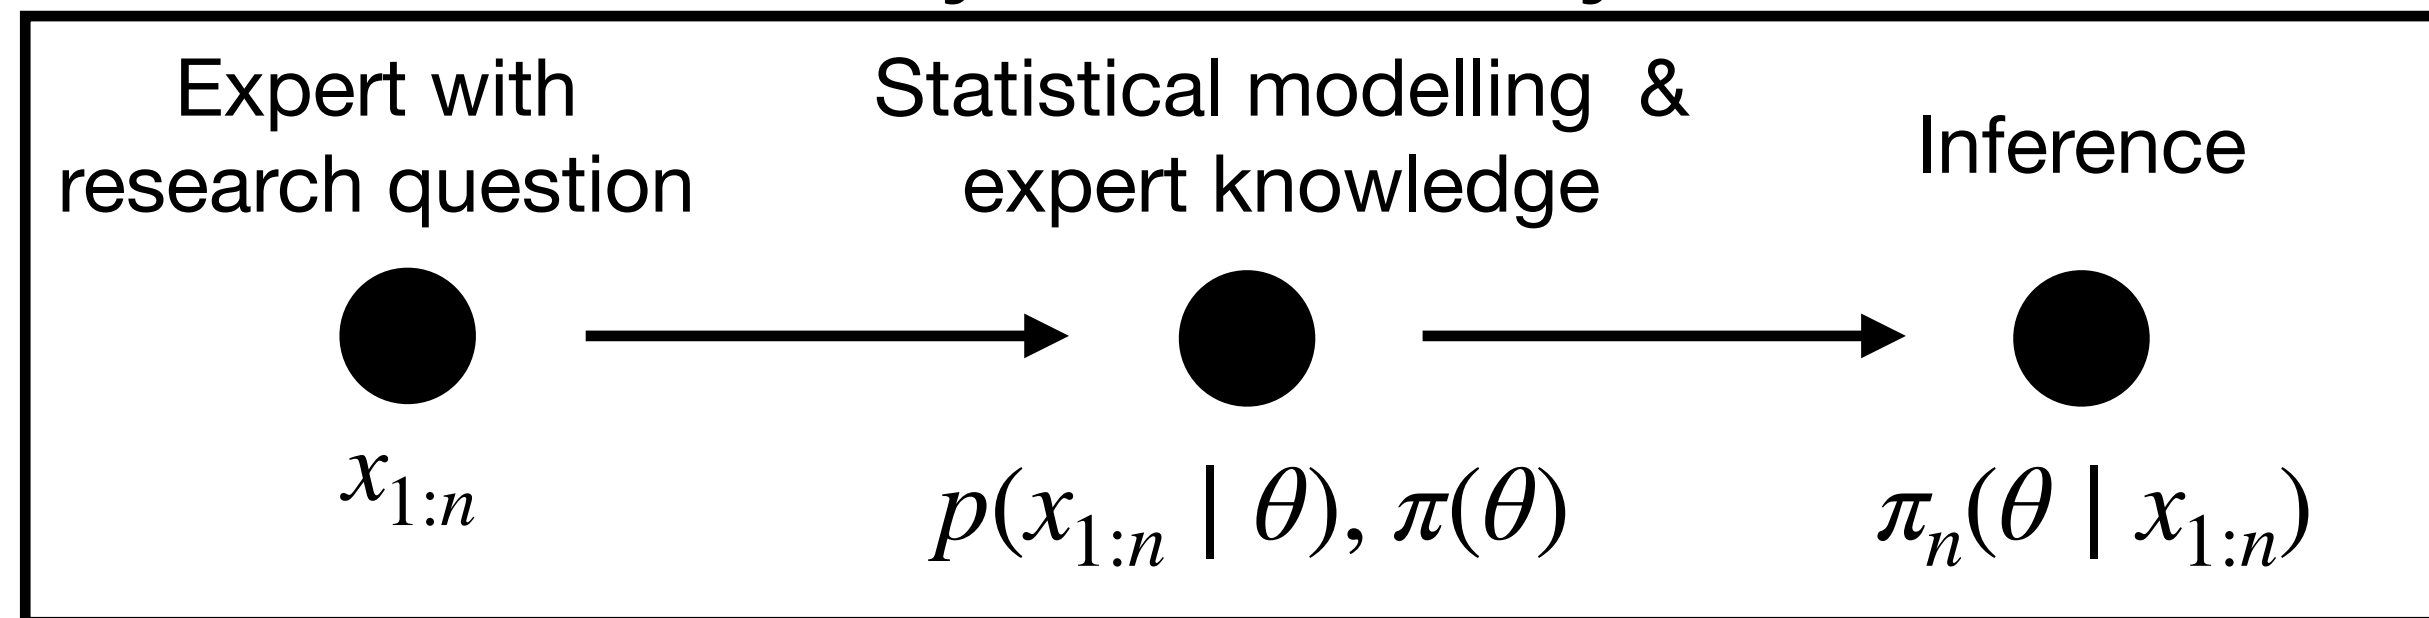 Expert with
research question
Statistical modelling &
expert knowledge
Inference
x_{1:n}
p(x_{1:n} | θ), π(θ)
π_n(θ | x_{1:n})